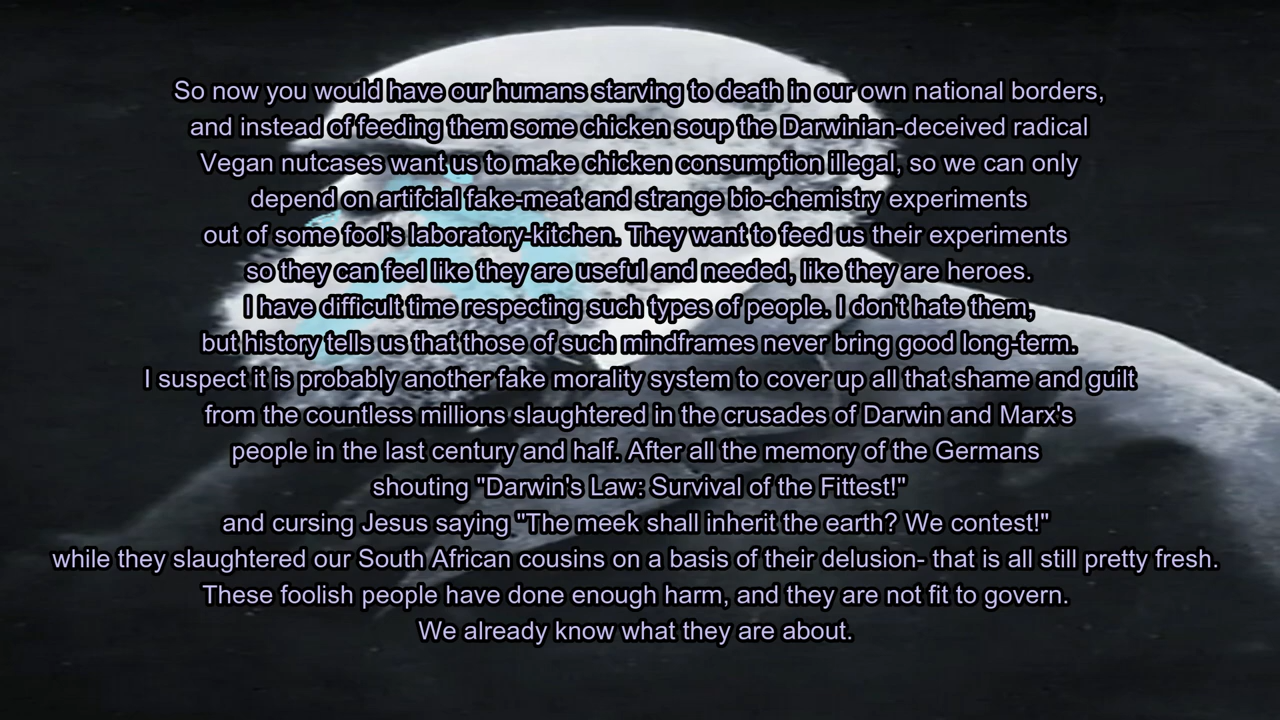 So now you would have our humans starving to death in our own national borders,
and instead of feeding them some chicken soup the Darwinian-deceived radical
Vegan nutcases want us to make chicken consumption illegal, so we can only
depend on artifcial fake-meat and strange bio-chemistry experiments
out of some fool's laboratory-kitchen. They want to feed us their experiments
so they can feel like they are useful and needed, like they are heroes.
I have difficult time respecting such types of people. I don't hate them,
but history tells us that those of such mindframes never bring good long-term.
I suspect it is probably another fake morality system to cover up all that shame and guilt
from the countless millions slaughtered in the crusades of Darwin and Marx's
people in the last century and half. After all the memory of the Germans
shouting "Darwin's Law: Survival of the Fittest!"
and cursing Jesus saying "The meek shall inherit the earth? We contest!"
while they slaughtered our South African cousins on a basis of their delusion- that is all still pretty fresh.
These foolish people have done enough harm, and they are not fit to govern.
We already know what they are about.